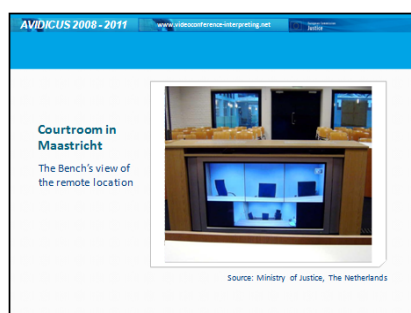 AVIDICUS 2008 - 2011
www.videoconference-interpreting.net
Justice
Courtroom in
Maastricht
The Bench's view of
the remote location
Source: Ministry of Justice, The Netherlands